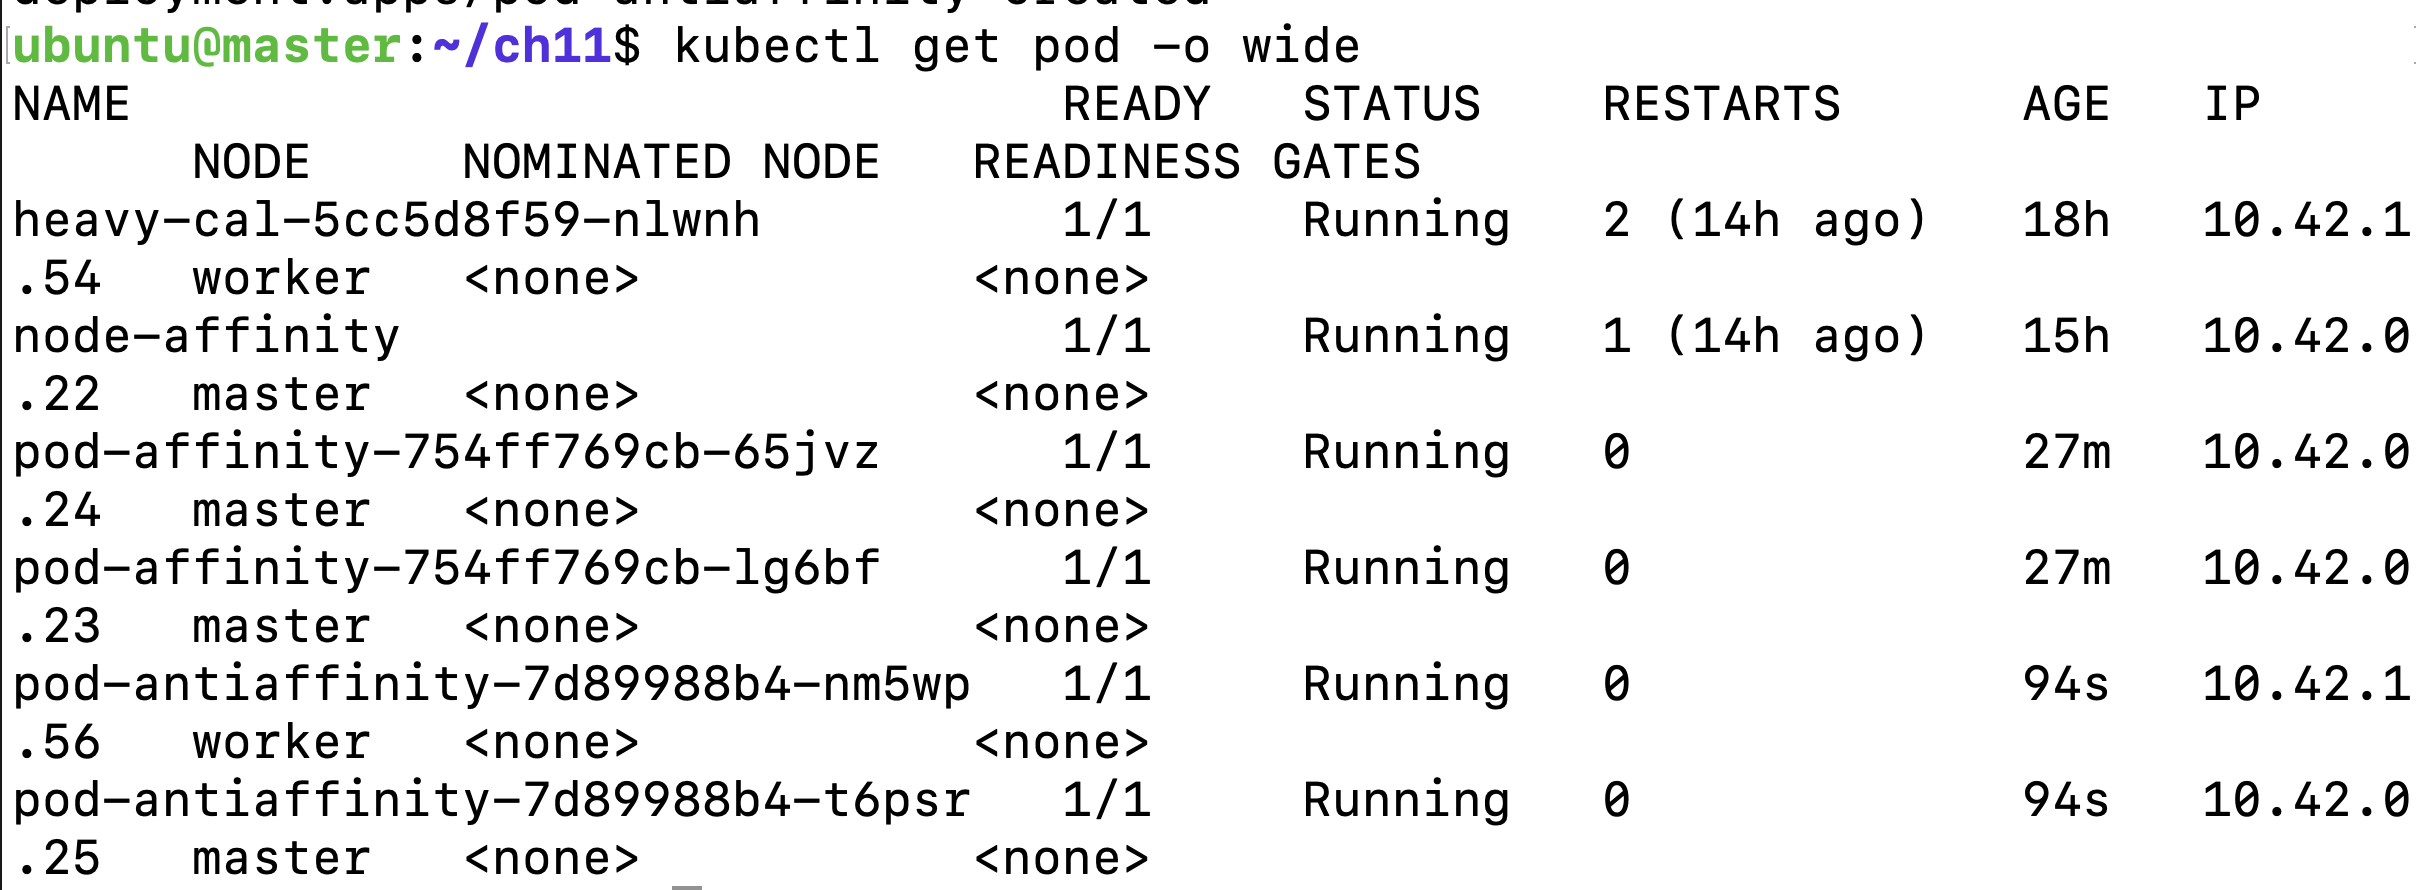 deployment.apps/pod-antiaffinity created
ubuntu@master:~/ch11$ kubectl get pod -o wide
NAME                               READY   STATUS    RESTARTS      AGE   IP
      NODE     NOMINATED NODE   READINESS GATES
heavy-cal-5cc5d8f59-nlwnh          1/1     Running   2 (14h ago)   18h   10.42.1
.54   worker   <none>           <none>
node-affinity                      1/1     Running   1 (14h ago)   15h   10.42.0
.22   master   <none>           <none>
pod-affinity-754ff769cb-65jvz      1/1     Running   0             27m   10.42.0
.24   master   <none>           <none>
pod-affinity-754ff769cb-lg6bf      1/1     Running   0             27m   10.42.0
.23   master   <none>           <none>
pod-antiaffinity-7d89988b4-nm5wp   1/1     Running   0             94s   10.42.1
.56   worker   <none>           <none>
pod-antiaffinity-7d89988b4-t6psr   1/1     Running   0             94s   10.42.0
.25   master   <none>           <none>